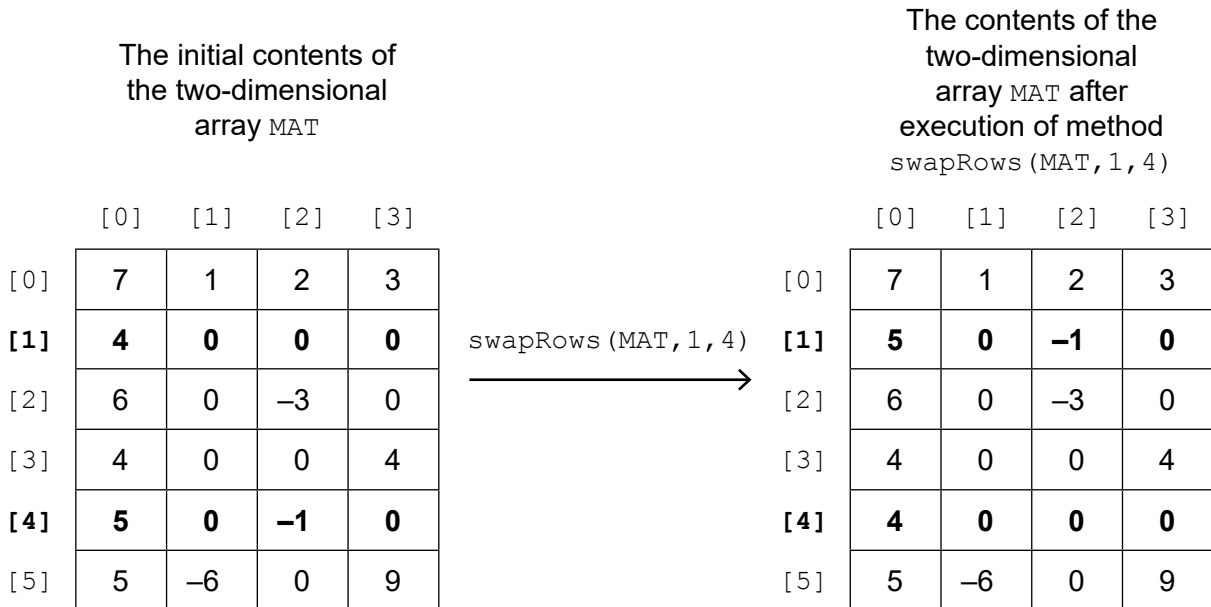 The initial contents of
the two-dimensional
array MAT
The contents of the
two-dimensional
array MAT after
execution of method
swapRows(MAT,1,4)
[0] [1] [2] [3]
[0] 7 1 2 3
[1] 4 0 0 0
[2] 6 0 –3 0
[3] 4 0 0 4
[4] 5 0 –1 0
[5] 5 –6 0 9
swapRows(MAT,1,4)
[0] [1] [2] [3]
[0] 7 1 2 3
[1] 5 0 –1 0
[2] 6 0 –3 0
[3] 4 0 0 4
[4] 4 0 0 0
[5] 5 –6 0 9